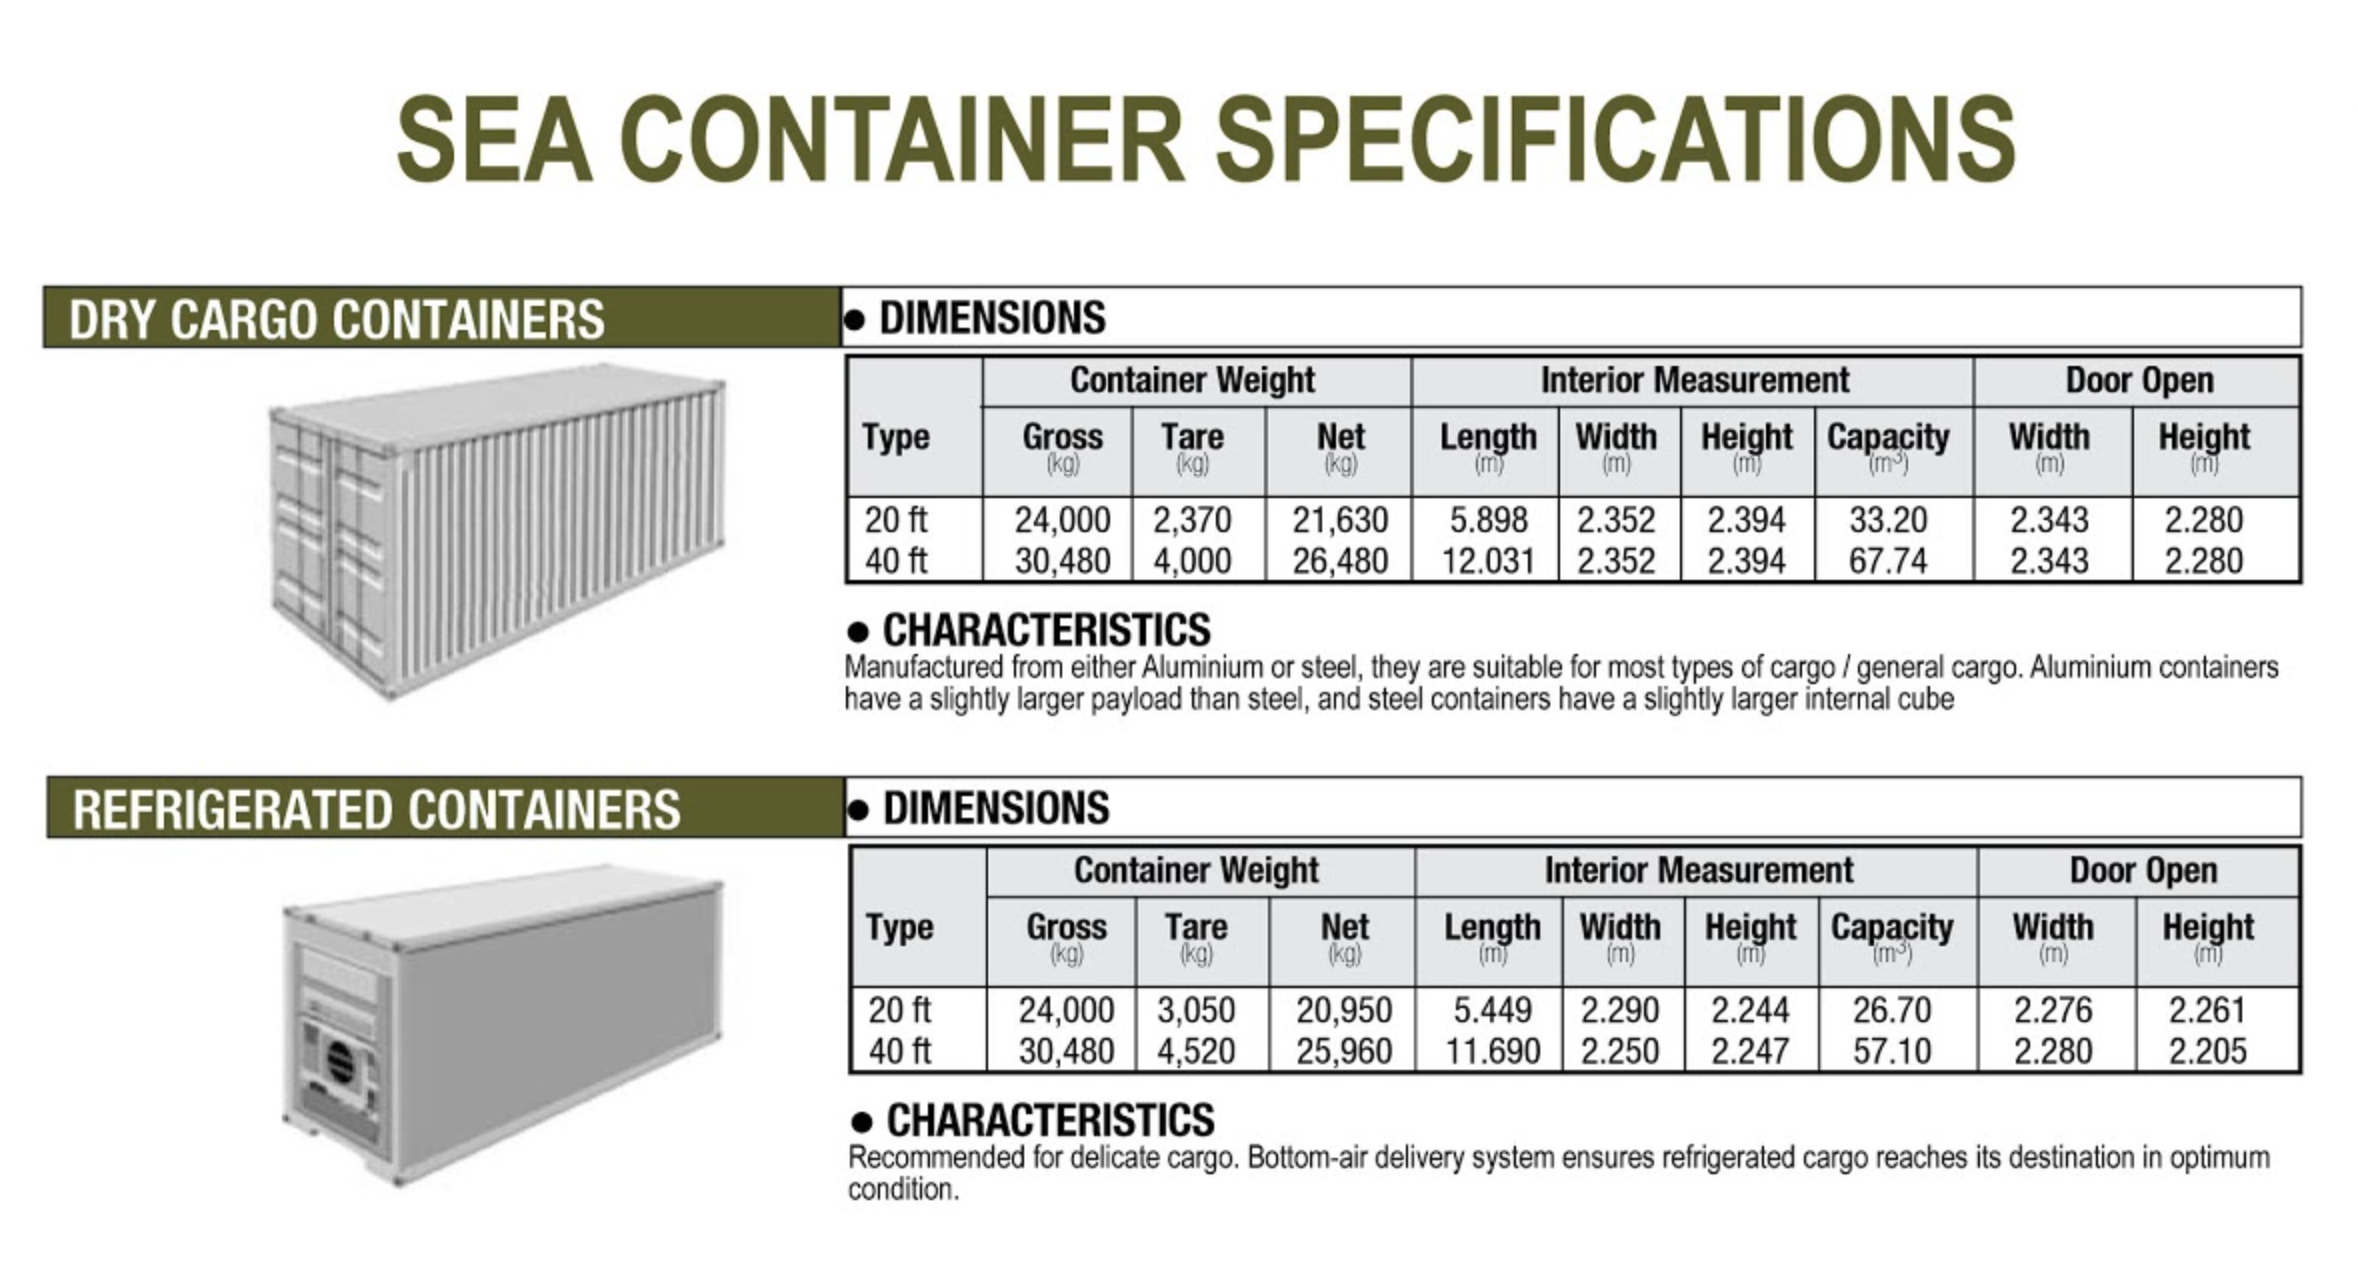 SEA CONTAINER SPECIFICATIONS
DRY CARGO CONTAINERS
● DIMENSIONS
Container Weight Interior Measurement Door Open
Type Gross Tare Net Length Width Height Capacity Width Height
(kg) (kg) (kg) (m) (m) (m) (m³) (m) (m)
20 ft 24,000 2,370 21,630 5.898 2.352 2.394 33.20 2.343 2.280
40 ft 30,480 4,000 26,480 12.031 2.352 2.394 67.74 2.343 2.280
● CHARACTERISTICS
Manufactured from either Aluminium or steel, they are suitable for most types of cargo / general cargo. Aluminium containers
have a slightly larger payload than steel, and steel containers have a slightly larger internal cube
REFRIGERATED CONTAINERS
● DIMENSIONS
Container Weight Interior Measurement Door Open
Type Gross Tare Net Length Width Height Capacity Width Height
(kg) (kg) (kg) (m) (m) (m) (m³) (m) (m)
20 ft 24,000 3,050 20,950 5.449 2.290 2.244 26.70 2.276 2.261
40 ft 30,480 4,520 25,960 11.690 2.250 2.247 57.10 2.280 2.205
● CHARACTERISTICS
Recommended for delicate cargo. Bottom-air delivery system ensures refrigerated cargo reaches its destination in optimum
condition.